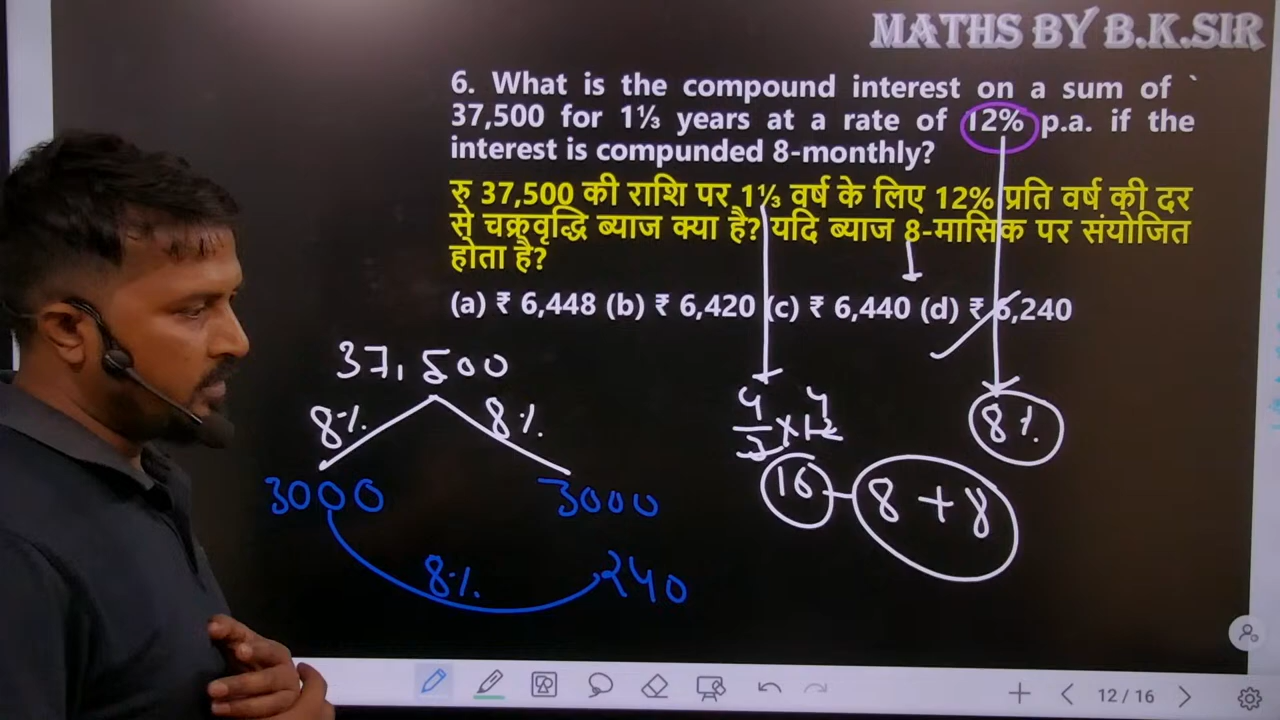 MATHS BY B.K.SIR
6. What is the compound interest on a sum of `
37,500 for 1⅓ years at a rate of 12% p.a. if the
interest is compunded 8-monthly?
रु 37,500 की राशि पर 1⅓ वर्ष के लिए 12% प्रति वर्ष की दर
से चक्रवृद्धि ब्याज क्या है? यदि ब्याज 8-मासिक पर संयोजित
होता है?
(a) ₹ 6,448 (b) ₹ 6,420 (c) ₹ 6,440 (d) ₹ 6,240
37,500
8% 8%
3000 3000
8% 240
4/3 × 12 4
16 - 8 + 8
8%
12 / 16